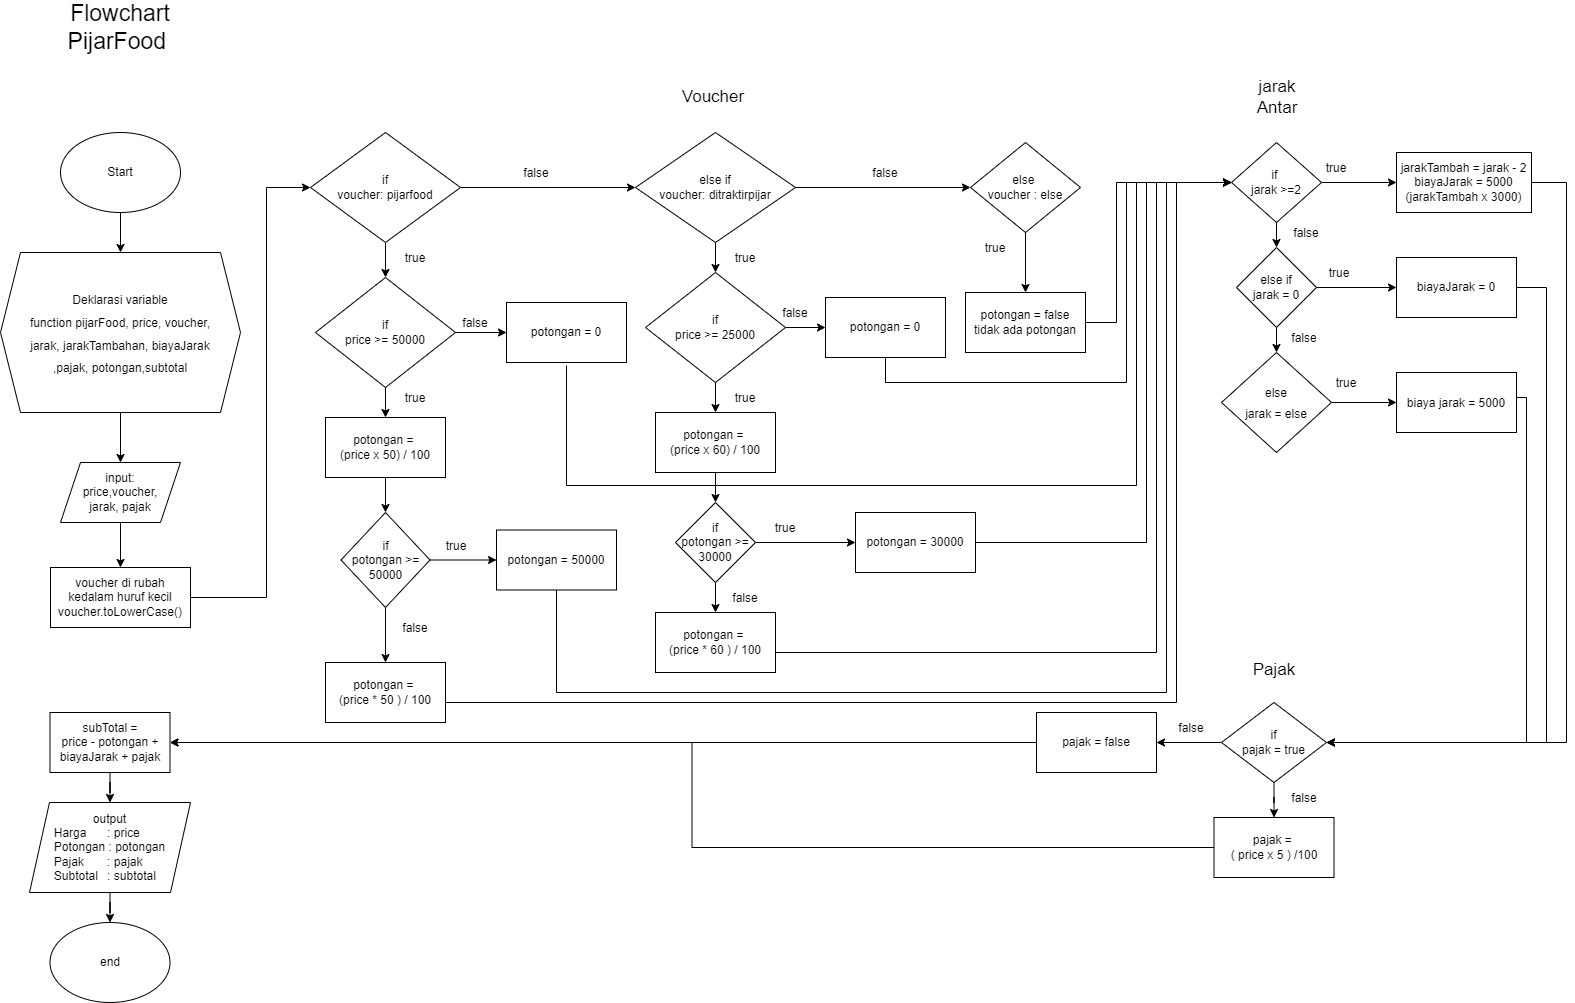 Flowchart
PijarFood
Voucher
jarak
Antar
Start
Deklarasi variable
function pijarFood, price, voucher,
jarak, jarakTambahan, biayaJarak
,pajak, potongan,subtotal
input:
price,voucher,
jarak, pajak
voucher di rubah
kedalam huruf kecil
voucher.toLowerCase()
if
voucher: pijarfood
false
true
if
price >= 50000
false
potongan = 0
true
potongan =
(price x 50) / 100
if
potongan >=
50000
true
potongan = 50000
false
potongan =
(price * 50 ) / 100
else if
voucher: ditraktirpijar
false
true
if
price >= 25000
false
potongan = 0
true
potongan =
(price x 60) / 100
if
potongan >=
30000
true
potongan = 30000
false
potongan =
(price * 60 ) / 100
else
voucher : else
true
potongan = false
tidak ada potongan
if
jarak >=2
true
jarakTambah = jarak - 2
biayaJarak = 5000
(jarakTambah x 3000)
false
else if
jarak = 0
true
biayaJarak = 0
false
else
jarak = else
true
biaya jarak = 5000
Pajak
if
pajak = true
false
pajak = false
false
pajak =
( price x 5 ) /100
subTotal =
price - potongan +
biayaJarak + pajak
output
Harga : price
Potongan : potongan
Pajak : pajak
Subtotal : subtotal
end